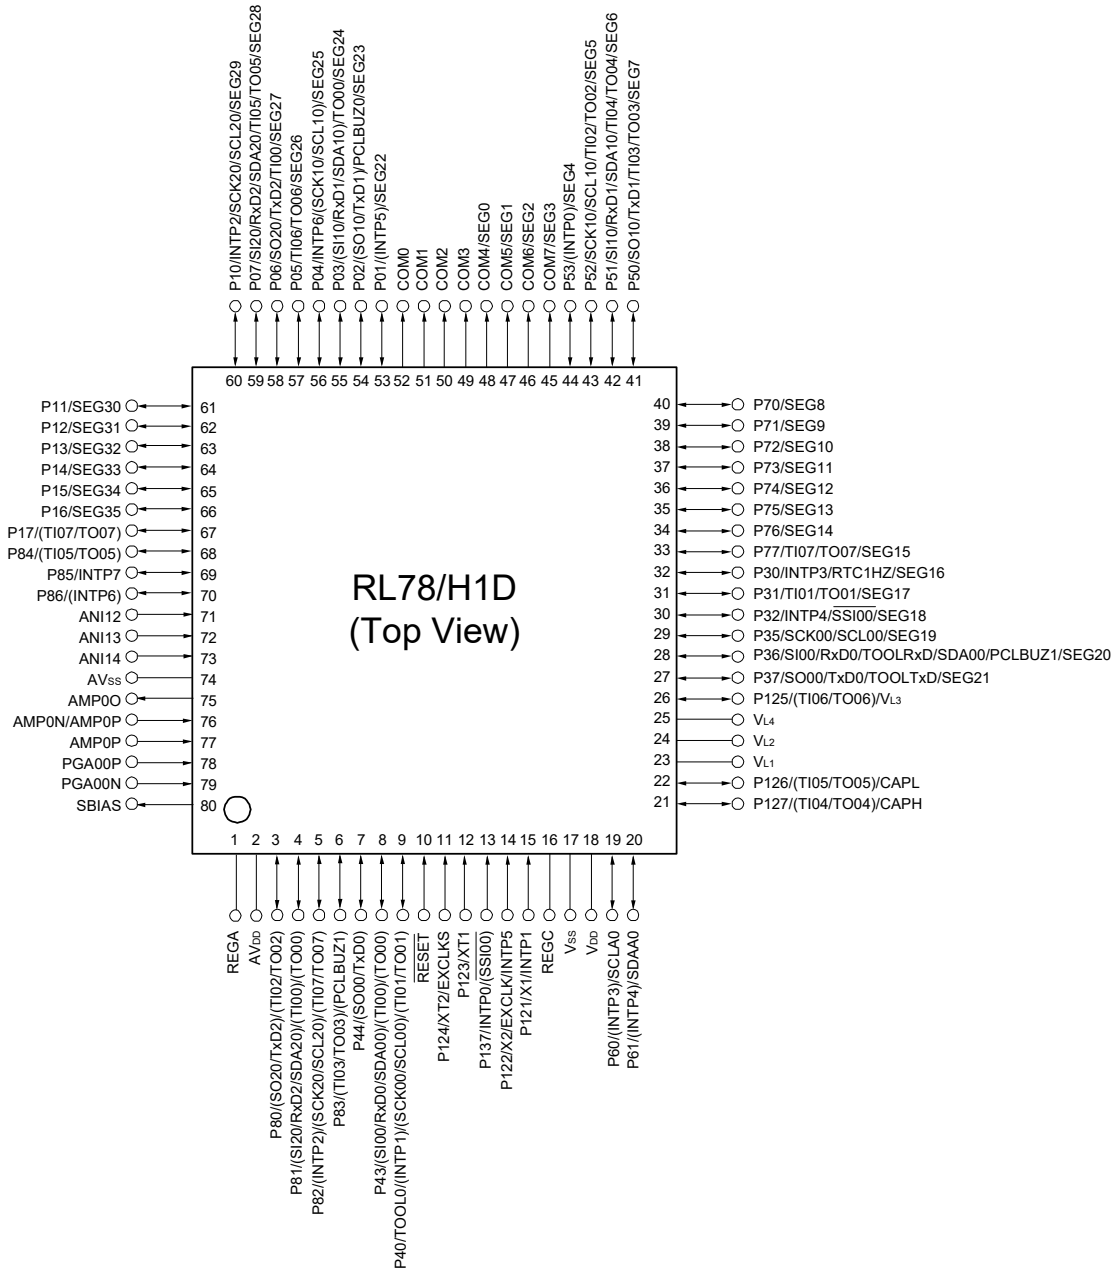 P10/INTP2/SCK20/SCL20/SEG29
P07/SI20/RxD2/SDA20/TI05/TO05/SEG28
P06/SO20/TxD2/TI00/SEG27
P05/TI06/TO06/SEG26
P04/INTP6/(SCK10/SCL10)/SEG25
P03/(SI10/RxD1/SDA10)/TO00/SEG24
P02/(SO10/TxD1)/PCLBUZ0/SEG23
P01/(INTP5)/SEG22
COM0
COM1
COM2
COM3
COM4/SEG0
COM5/SEG1
COM6/SEG2
COM7/SEG3
P53/(INTP0)/SEG4
P52/SCK10/SCL10/TI02/TO02/SEG5
P51/SI10/RxD1/SDA10/TI04/TO04/SEG6
P50/SO10/TxD1/TI03/TO03/SEG7
60 59 58 57 56 55 54 53 52 51 50 49 48 47 46 45 44 43 42 41
P11/SEG30 61
P12/SEG31 62
P13/SEG32 63
P14/SEG33 64
P15/SEG34 65
P16/SEG35 66
P17/(TI07/TO07) 67
P84/(TI05/TO05) 68
P85/INTP7 69
P86/(INTP6) 70
ANI12 71
ANI13 72
ANI14 73
AVss 74
AMP0O 75
AMP0N/AMP0P 76
AMP0P 77
PGA00P 78
PGA00N 79
SBIAS 80
RL78/H1D
(Top View)
40 P70/SEG8
39 P71/SEG9
38 P72/SEG10
37 P73/SEG11
36 P74/SEG12
35 P75/SEG13
34 P76/SEG14
33 P77/TI07/TO07/SEG15
32 P30/INTP3/RTC1HZ/SEG16
31 P31/TI01/TO01/SEG17
30 P32/INTP4/SSI00/SEG18
29 P35/SCK00/SCL00/SEG19
28 P36/SI00/RxD0/TOOLRxD/SDA00/PCLBUZ1/SEG20
27 P37/SO00/TxD0/TOOLTxD/SEG21
26 P125/(TI06/TO06)/VL3
25 VL4
24 VL2
23 VL1
22 P126/(TI05/TO05)/CAPL
21 P127/(TI04/TO04)/CAPH
1 2 3 4 5 6 7 8 9 10 11 12 13 14 15 16 17 18 19 20
REGA
AVDD
P80/(SO20/TxD2)/(TI02/TO02)
P81/(SI20/RxD2/SDA20)/(TI00)/(TO00)
P82/(INTP2)/(SCK20/SCL20)/(TI07/TO07)
P83/(TI03/TO03)/(PCLBUZ1)
P44/(SO00/TxD0)
P43/(SI00/RxD0/SDA00)/(TI00)/(TO00)
P40/TOOL0/(INTP1)/(SCK00/SCL00)/(TI01/TO01)
RESET
P124/XT2/EXCLKS
P123/XT1
P137/INTP0/(SSI00)
P122/X2/EXCLK/INTP5
P121/X1/INTP1
REGC
Vss
VDD
P60/(INTP3)/SCLA0
P61/(INTP4)/SDAA0